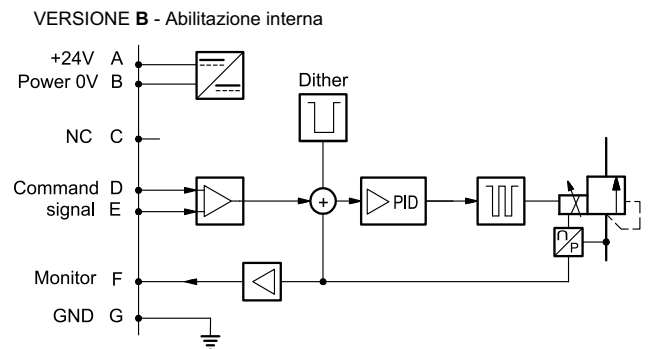 VERSIONE B - Abilitazione interna
+24V A
Power 0V B
Dither
NC C
Command D
signal E
+
PID
Monitor F
GND G
n
P